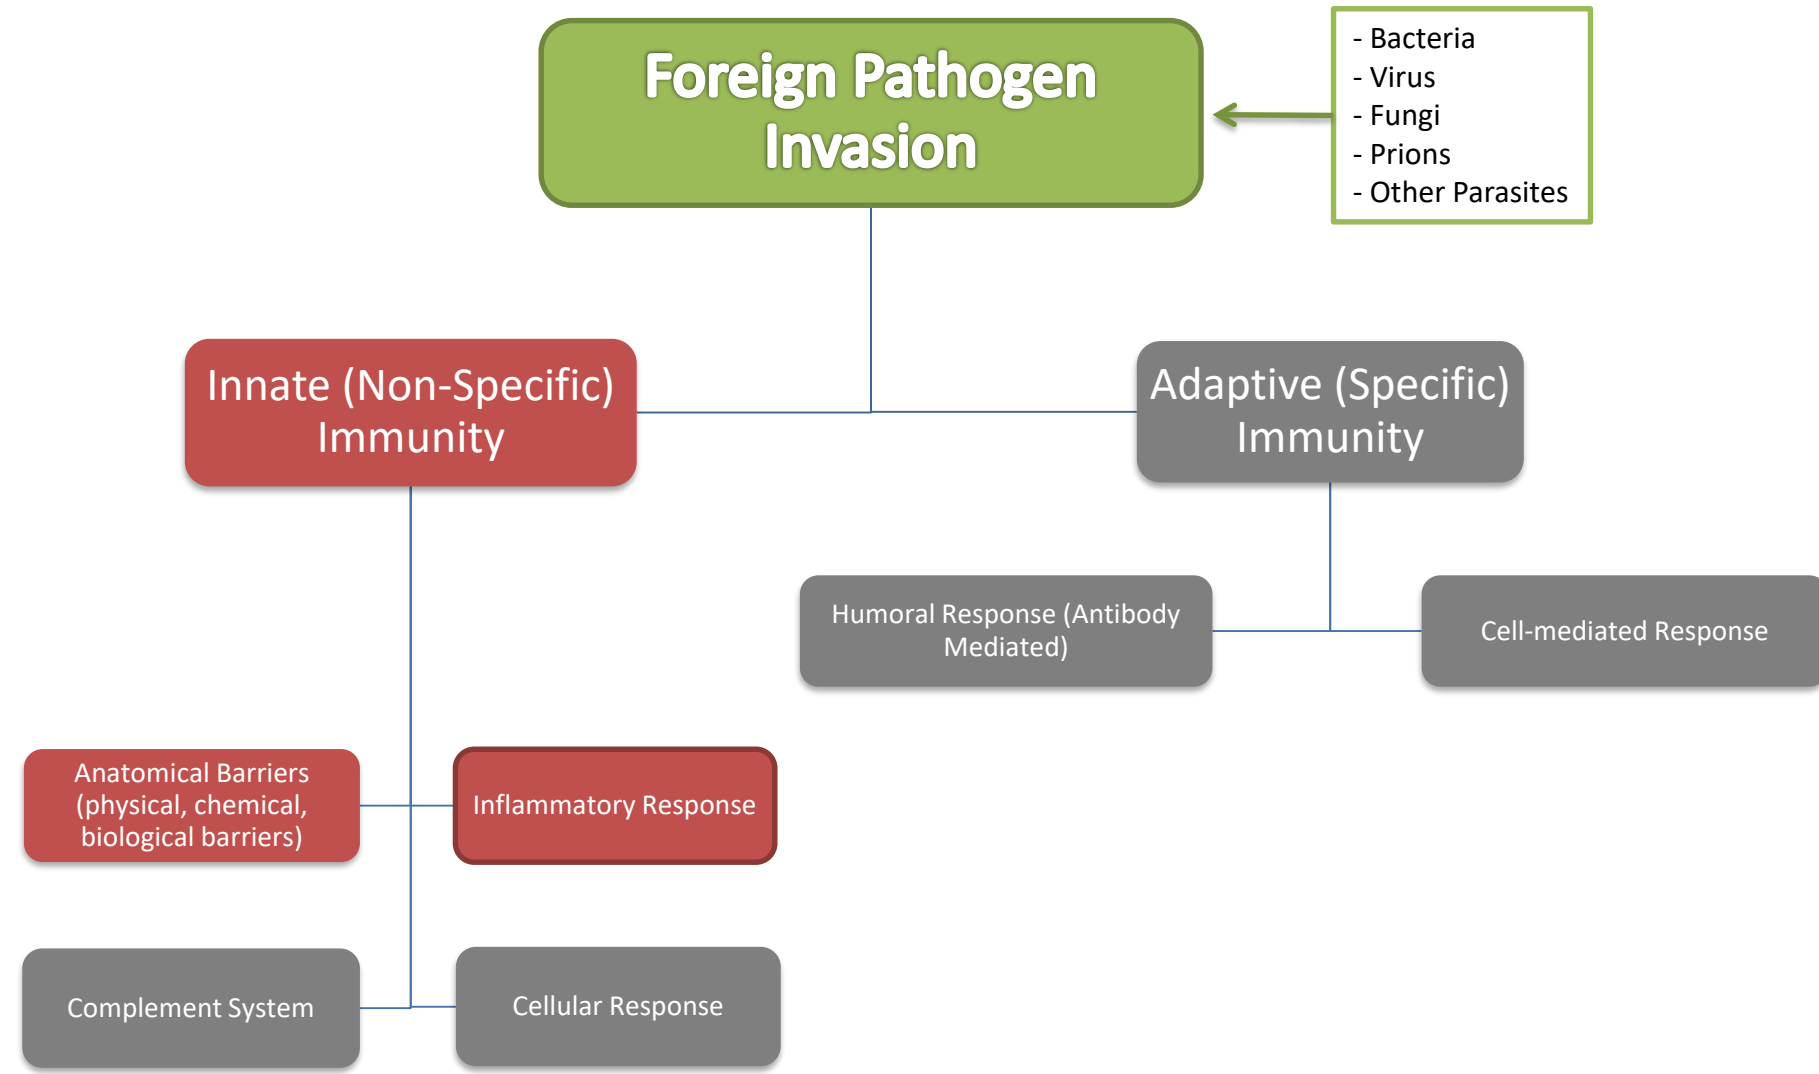 Foreign Pathogen
Invasion
- Bacteria
- Virus
- Fungi
- Prions
- Other Parasites
Innate (Non-Specific)
Immunity
Adaptive (Specific)
Immunity
Humoral Response (Antibody
Mediated)
Cell-mediated Response
Anatomical Barriers
(physical, chemical,
biological barriers)
Inflammatory Response
Complement System
Cellular Response